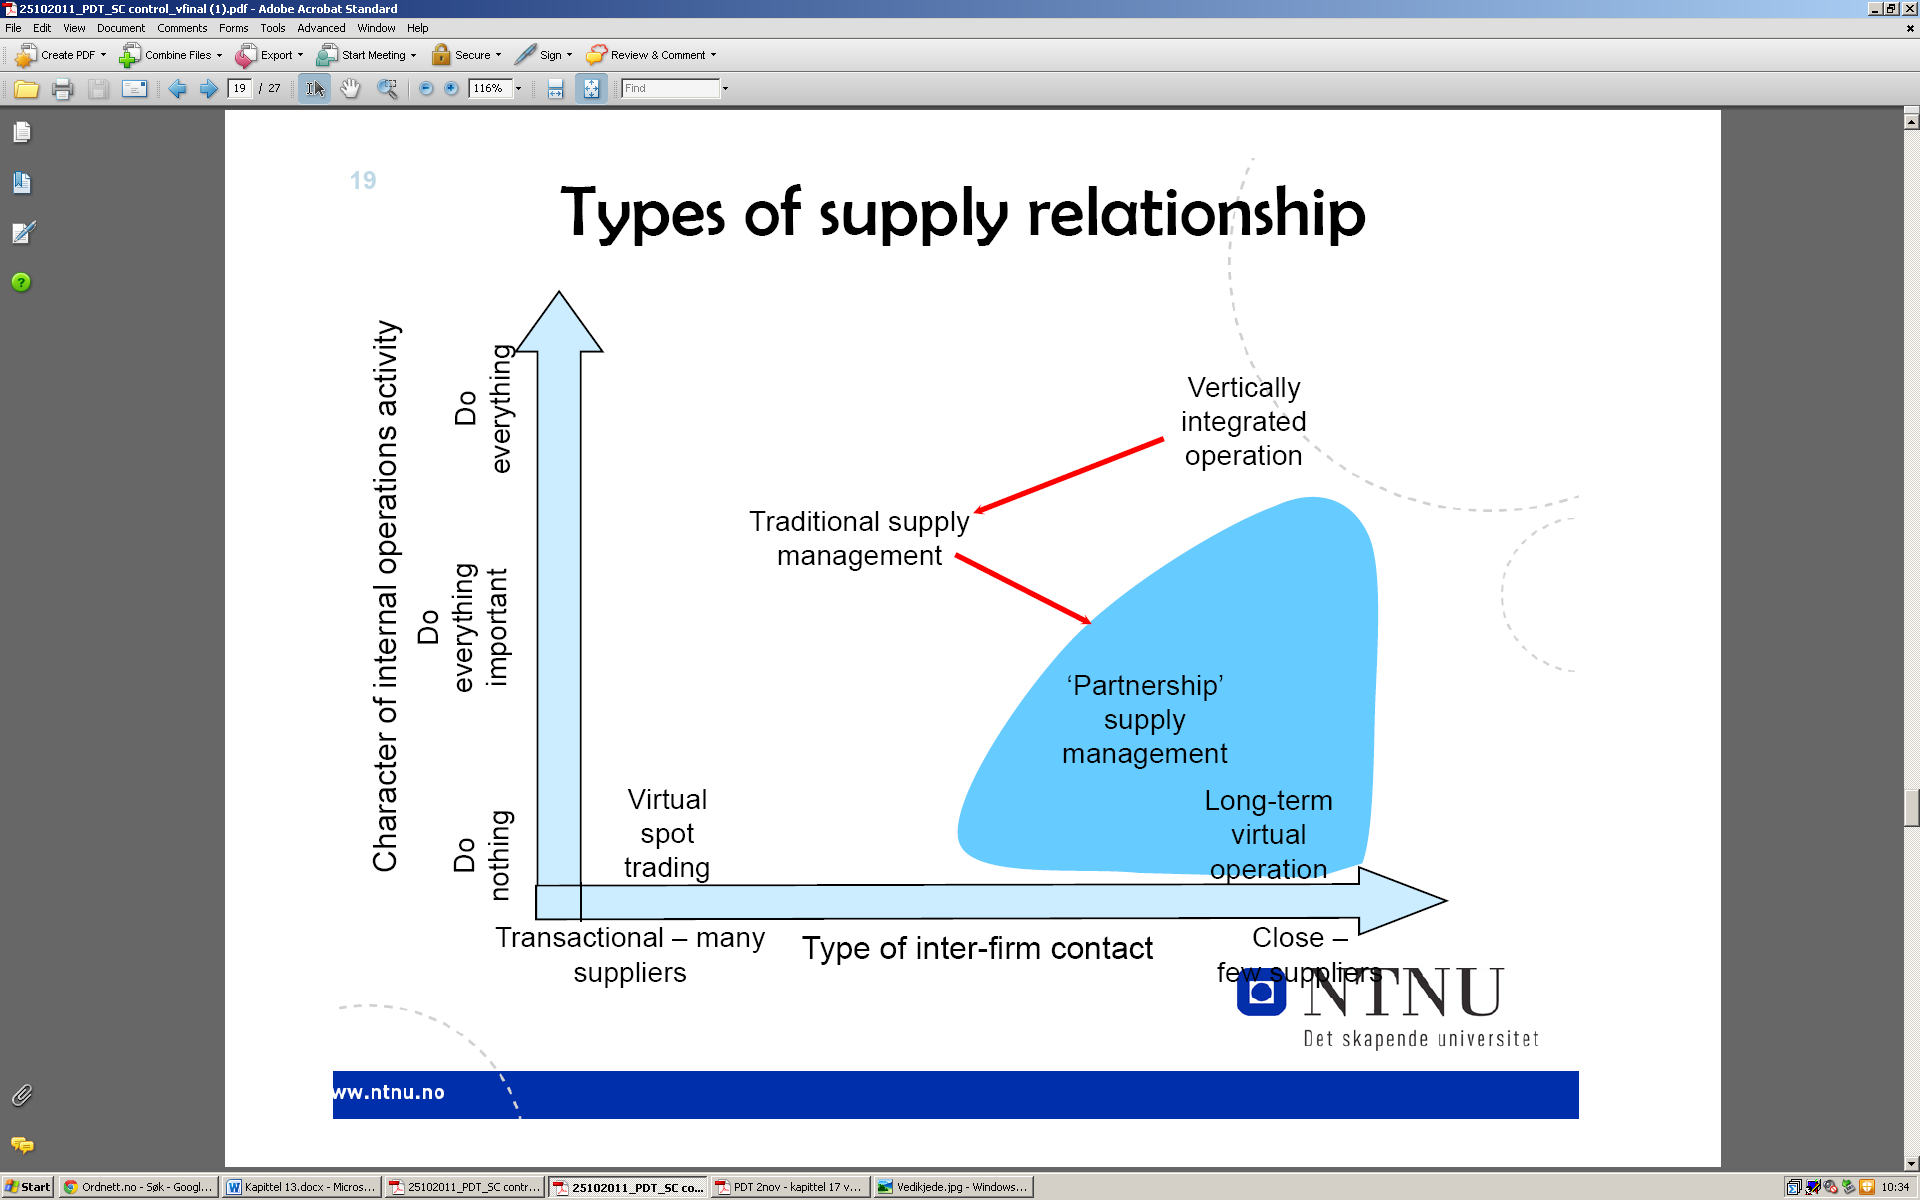 25102011_PDT_SC control_vfinal (1).pdf - Adobe Acrobat Standard
File Edit View Document Comments Forms Tools Advanced Window Help
Create PDF Combine Files Export Start Meeting Secure Sign Review & Comment
19 / 27 116% Find
19
Types of supply relationship
Character of internal operations activity
Do
everything
Do
everything
important
Do
nothing
Vertically
integrated
operation
Traditional supply
management
‘Partnership’
supply
management
Virtual
spot
trading
Long-term
virtual
operation
Transactional – many
suppliers
Type of inter-firm contact
Close –
few suppliers
NTNU
Det skapende universitet
ww.ntnu.no
Start Ordnett.no - Søk - Googl... Kapittel 13.docx - Micros... 25102011_PDT_SC contr... 25102011_PDT_SC co... PDT 2nov - kapittel 17 v... Vedikjede.jpg - Windows... 10:34